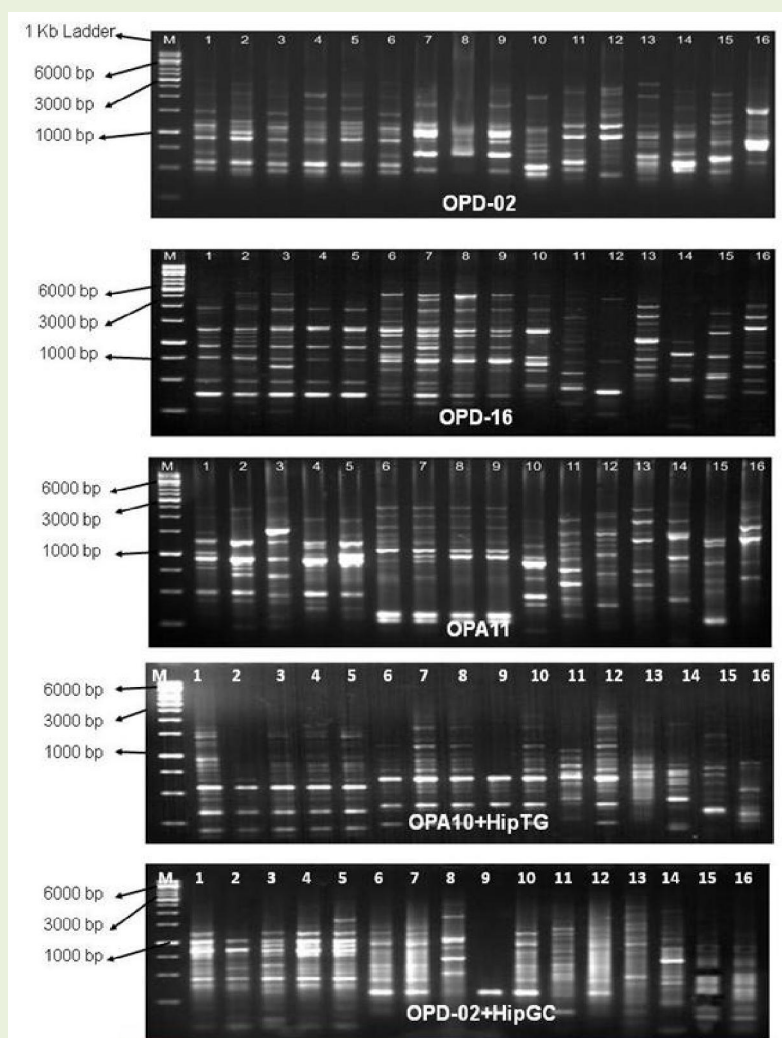 1 Kb Ladder
M 1 2 3 4 5 6 7 8 9 10 11 12 13 14 15 16
6000 bp
3000 bp
1000 bp
OPD-02
M 1 2 3 4 5 6 7 8 9 10 11 12 13 14 15 16
6000 bp
3000 bp
1000 bp
OPD-16
M 1 2 3 4 5 6 7 8 9 10 11 12 13 14 15 16
6000 bp
3000 bp
1000 bp
OPA11
M 1 2 3 4 5 6 7 8 9 10 11 12 13 14 15 16
6000 bp
3000 bp
1000 bp
OPA10+HipTG
M 1 2 3 4 5 6 7 8 9 10 11 12 13 14 15 16
6000 bp
3000 bp
1000 bp
OPD-02+HipGC